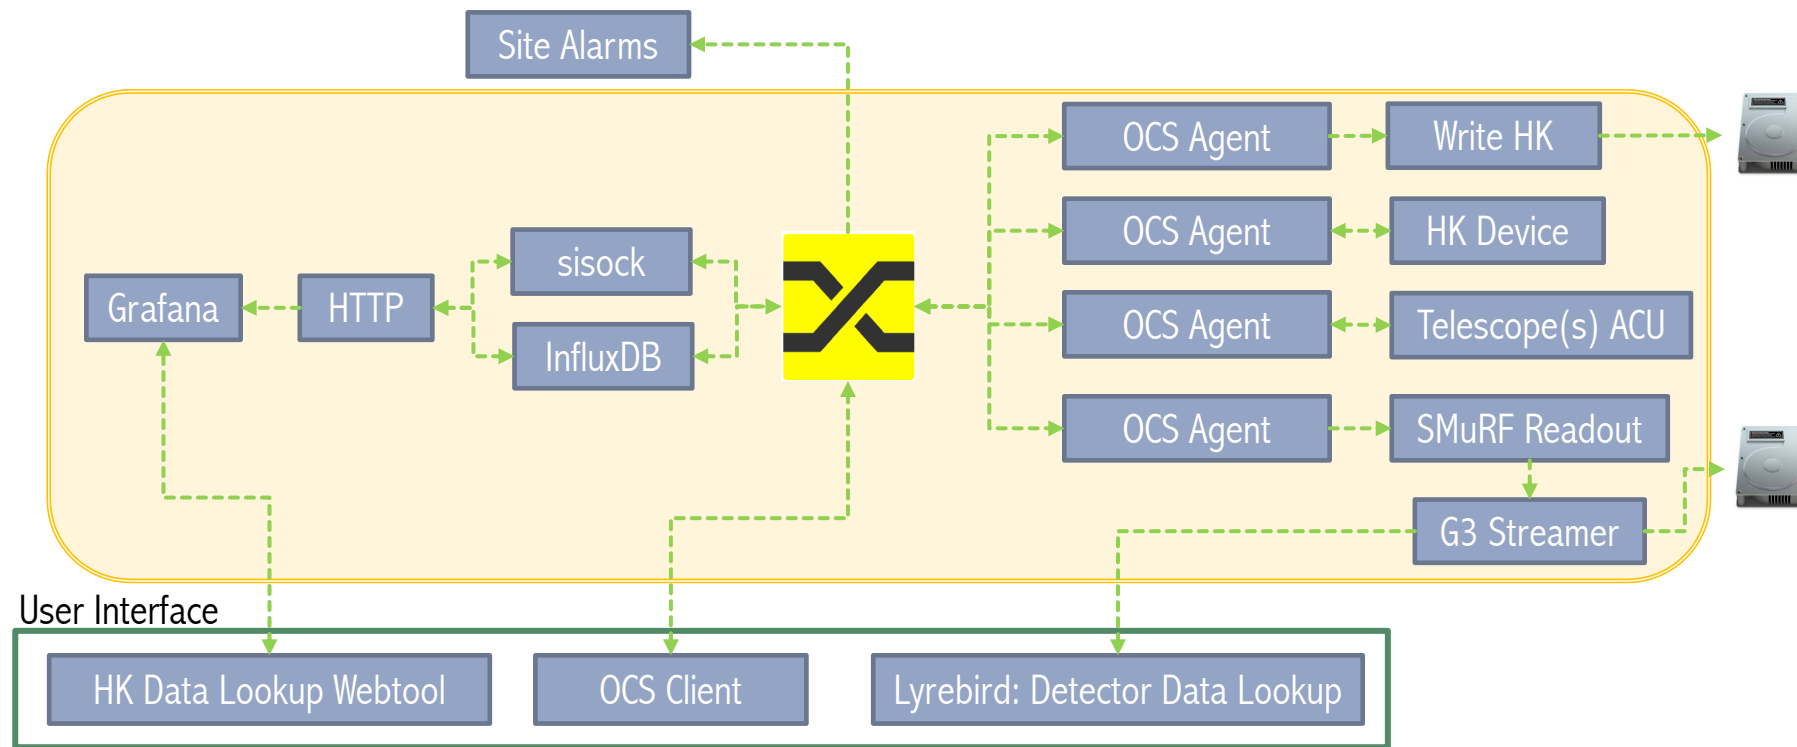 Site Alarms
OCS Agent
Write HK
OCS Agent
HK Device
sisock
Grafana
HTTP
OCS Agent
Telescope(s) ACU
InfluxDB
OCS Agent
SMuRF Readout
G3 Streamer
User Interface
HK Data Lookup Webtool
OCS Client
Lyrebird: Detector Data Lookup